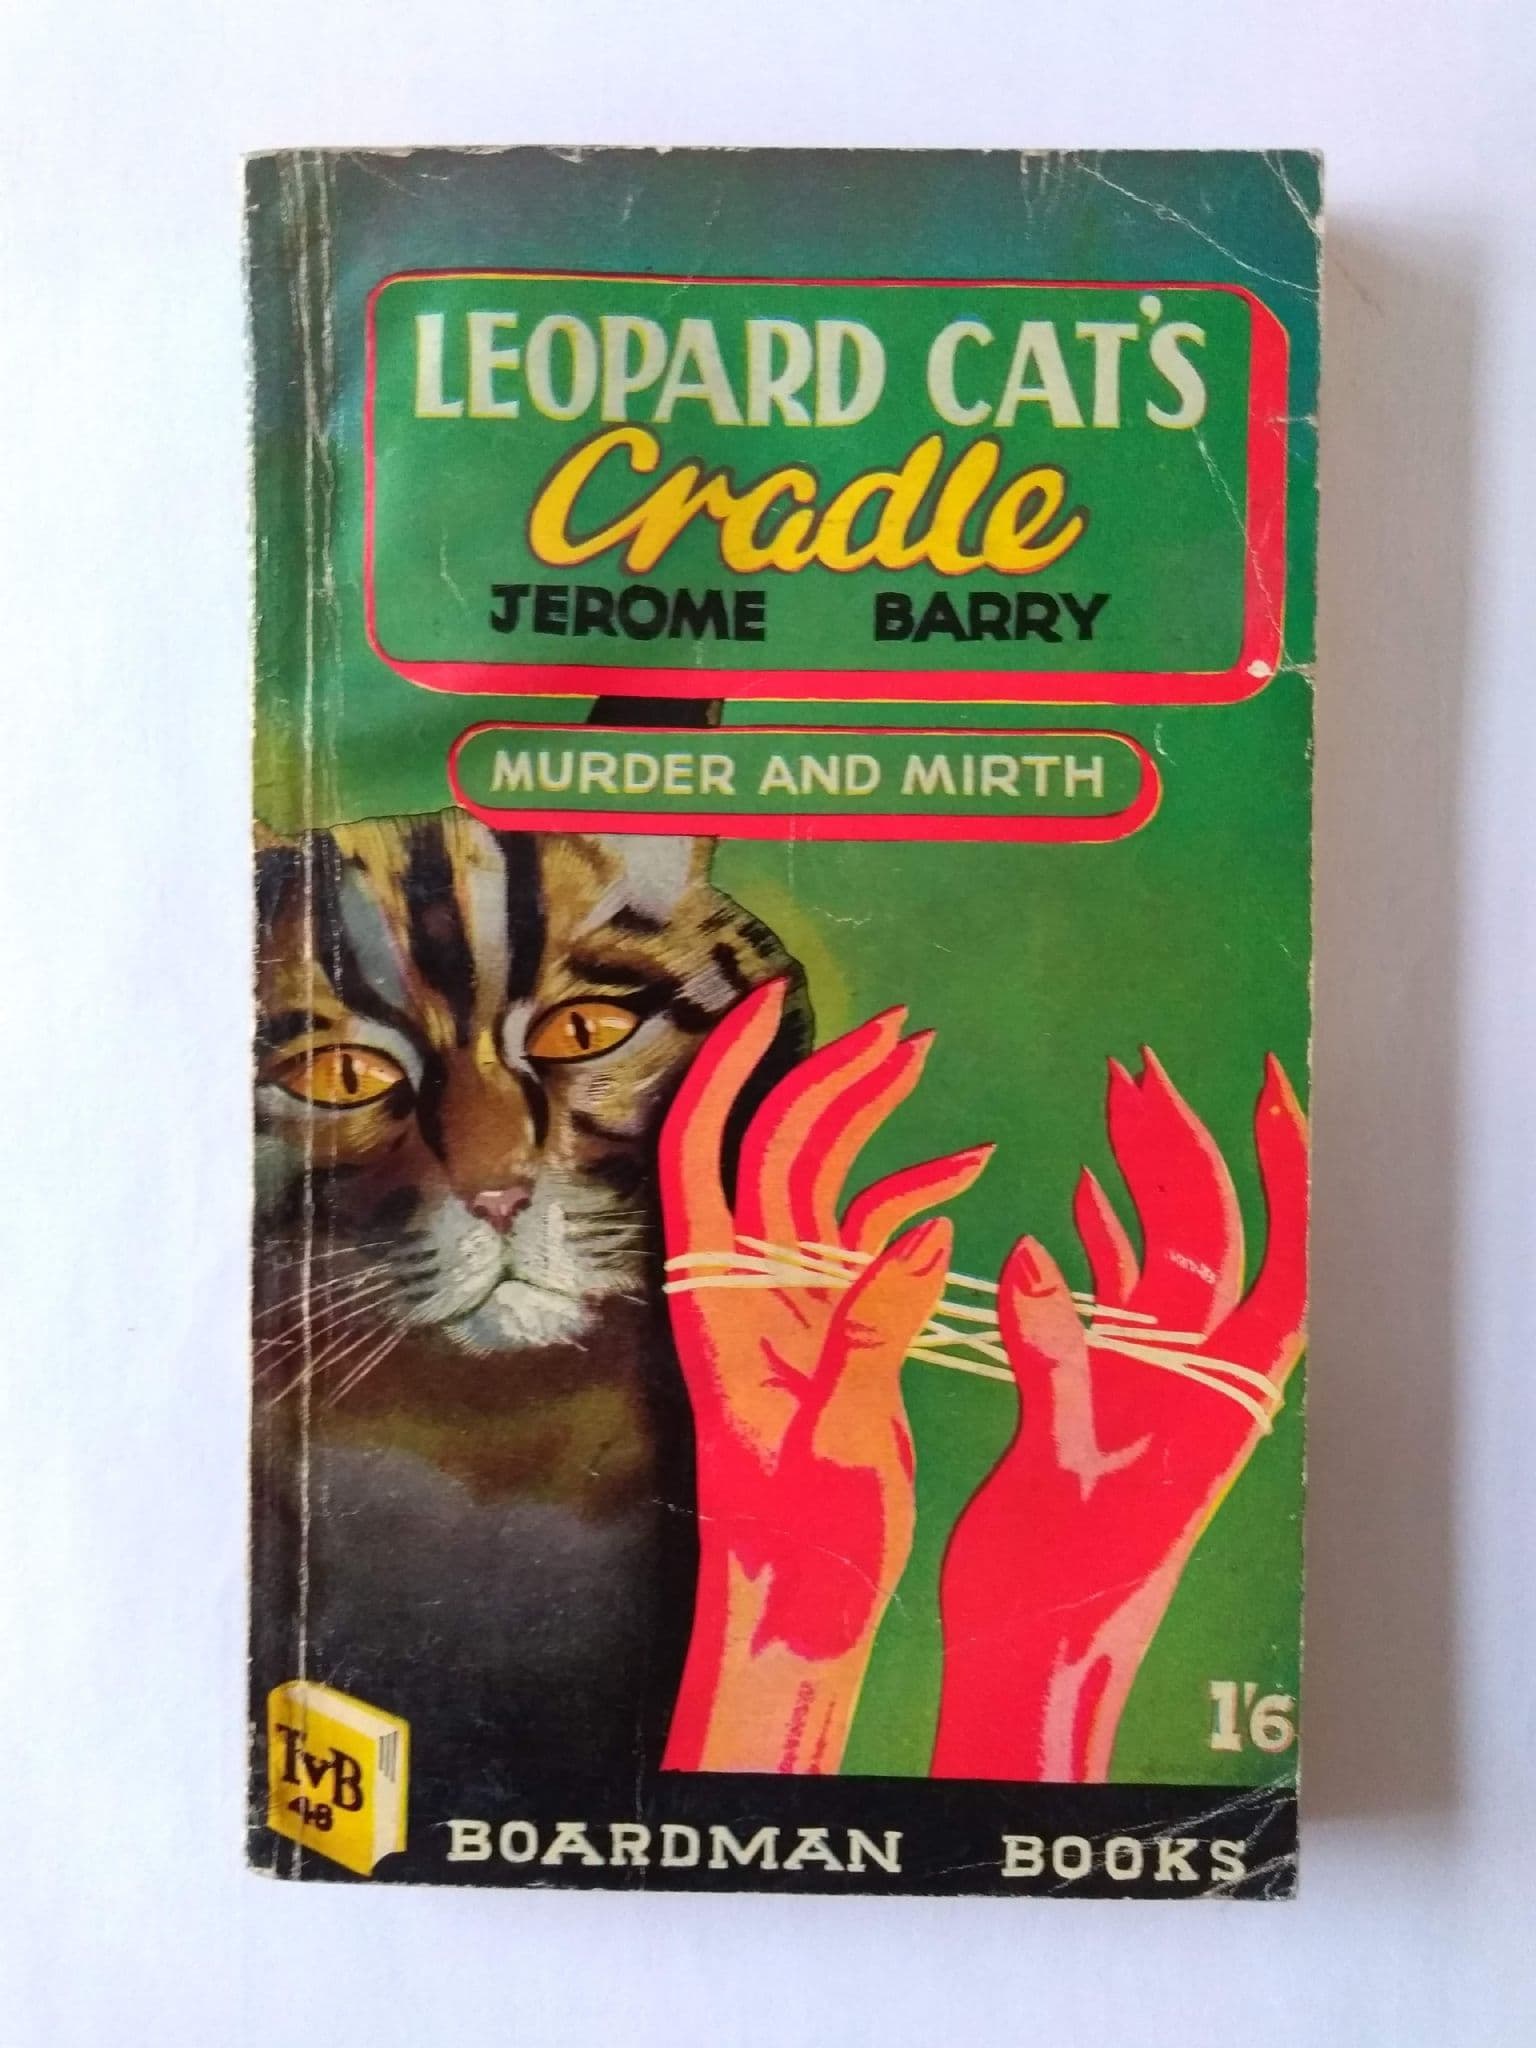 LEOPARD CAT'S
Cradle
JEROME BARRY
MURDER AND MIRTH
1'6
TVB
48
BOARDMAN BOOKS